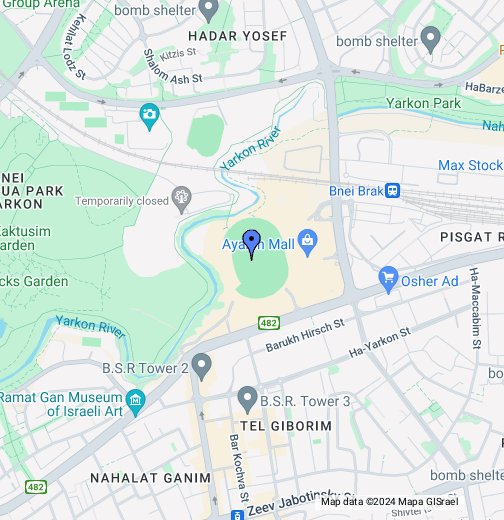 Group Arena
bomb shelter
HADAR YOSEF
Kehilat Lodz St
Kitzis St
Shalom Ash St
bomb shelter
HaBarze
Yarkon Park
Nah
Yarkon River
NEI
UA PARK
ARKON
Temporarily closed
Max Stock
Bnei Brak
aktusim
arden
Ayalon Mall
PISGAT R
cks Garden
Osher Ad
Ha-Maccabim St
Yarkon River
482
Barukh Hirsch St
Ha-Yarkon St
B.S.R Tower 2
bo
Ramat Gan Museum
of Israeli Art
B.S.R. Tower 3
TEL GIBORIM
Bar Kochva St
NAHALAT GANIM
bomb shelter
482
Zeev Jabotinsky St
Map data ©2024 Mapa GISrael